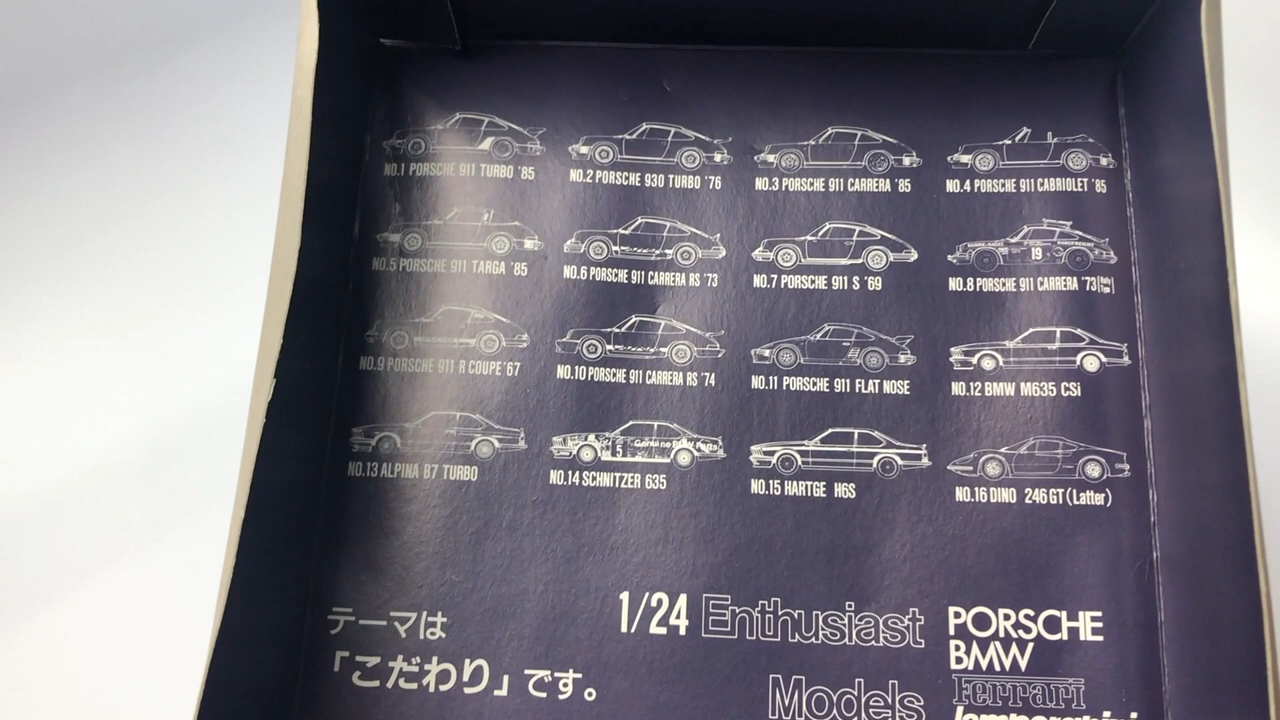 NO.1 PORSCHE 911 TURBO '85
NO.2 PORSCHE 930 TURBO '76
NO.3 PORSCHE 911 CARRERA '85
NO.4 PORSCHE 911 CABRIOLET '85
NO.5 PORSCHE 911 TARGA '85
NO.6 PORSCHE 911 CARRERA RS '73
NO.7 PORSCHE 911 S '69
19
NO.8 PORSCHE 911 CARRERA '73
NO.9 PORSCHE 911 R COUPE '67
NO.10 PORSCHE 911 CARRERA RS '74
NO.11 PORSCHE 911 FLAT NOSE
NO.12 BMW M635 CSi
NO.13 ALPINA B7 TURBO
Genuine BMW Parts
5
NO.14 SCHNITZER 635
NO.15 HARTGE H6S
NO.16 DINO 246 GT (Latter)
テーマは
「こだわり」です。
1/24 Enthusiast
Models
PORSCHE
BMW
Ferrari